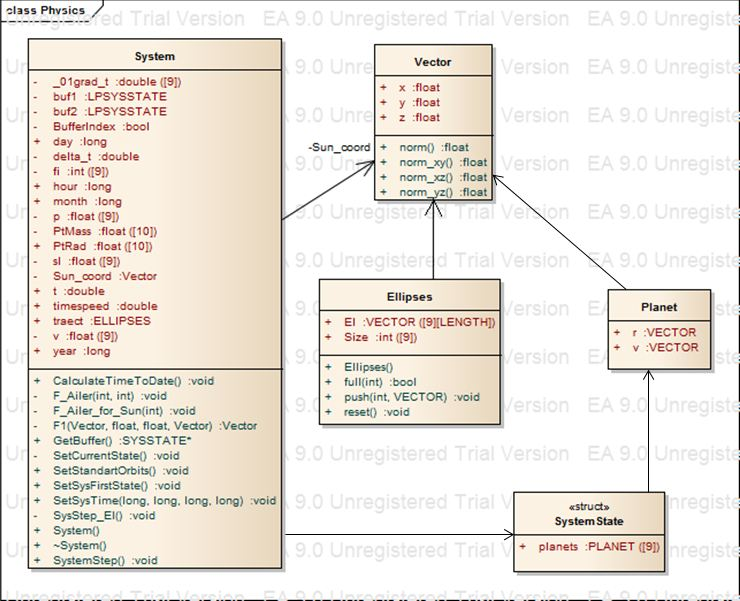 class Physics
EA 9.0 Unregistered Trial Version
System
- _01grad_t :double ([9])
- buf1 :LPSYSSTATE
- buf2 :LPSYSSTATE
- BufferIndex :bool
+ day :long
- delta_t :double
- fi :int ([9])
+ hour :long
+ month :long
- p :float ([9])
- PtMass :float ([10])
+ PtRad :float ([10])
- sl :float ([9])
- Sun_coord :Vector
+ t :double
+ timespeed :double
+ traect :ELLIPSES
- v :float ([9])
+ year :long
+ CalculateTimeToDate() :void
- F_Ailer(int, int) :void
- F_Ailer_for_Sun(int) :void
- F1(Vector, float, float, Vector) :Vector
+ GetBuffer() :SYSSTATE*
- SetCurrentState() :void
+ SetStandartOrbits() :void
+ SetSysFirstState() :void
+ SetSysTime(long, long, long, long) :void
- SysStep_El() :void
+ System()
+ ~System()
+ SystemStep() :void
-Sun_coord
Vector
+ x :float
+ y :float
+ z :float
+ norm() :float
+ norm_xy() :float
+ norm_xz() :float
+ norm_yz() :float
Ellipses
+ El :VECTOR ([9][LENGTH])
+ Size :int ([9])
+ Ellipses()
+ full(int) :bool
+ push(int, VECTOR) :void
+ reset() :void
Planet
+ r :VECTOR
+ v :VECTOR
«struct»
SystemState
+ planets :PLANET ([9])